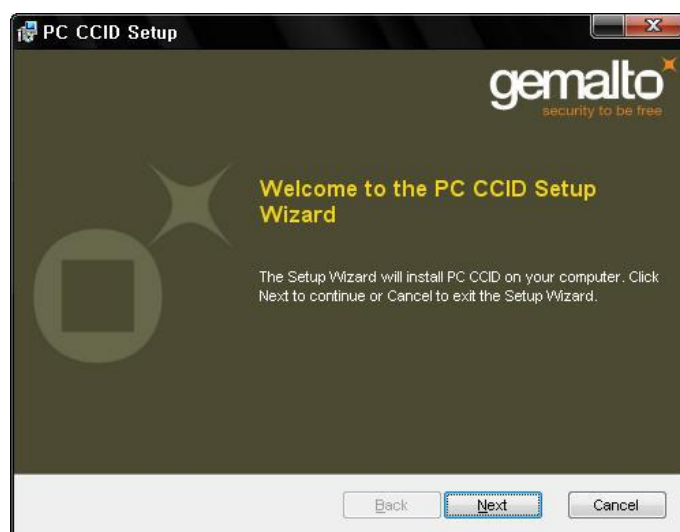 PC CCID Setup
gemalto
security to be free
Welcome to the PC CCID Setup
Wizard
The Setup Wizard will install PC CCID on your computer. Click
Next to continue or Cancel to exit the Setup Wizard.
Back Next Cancel